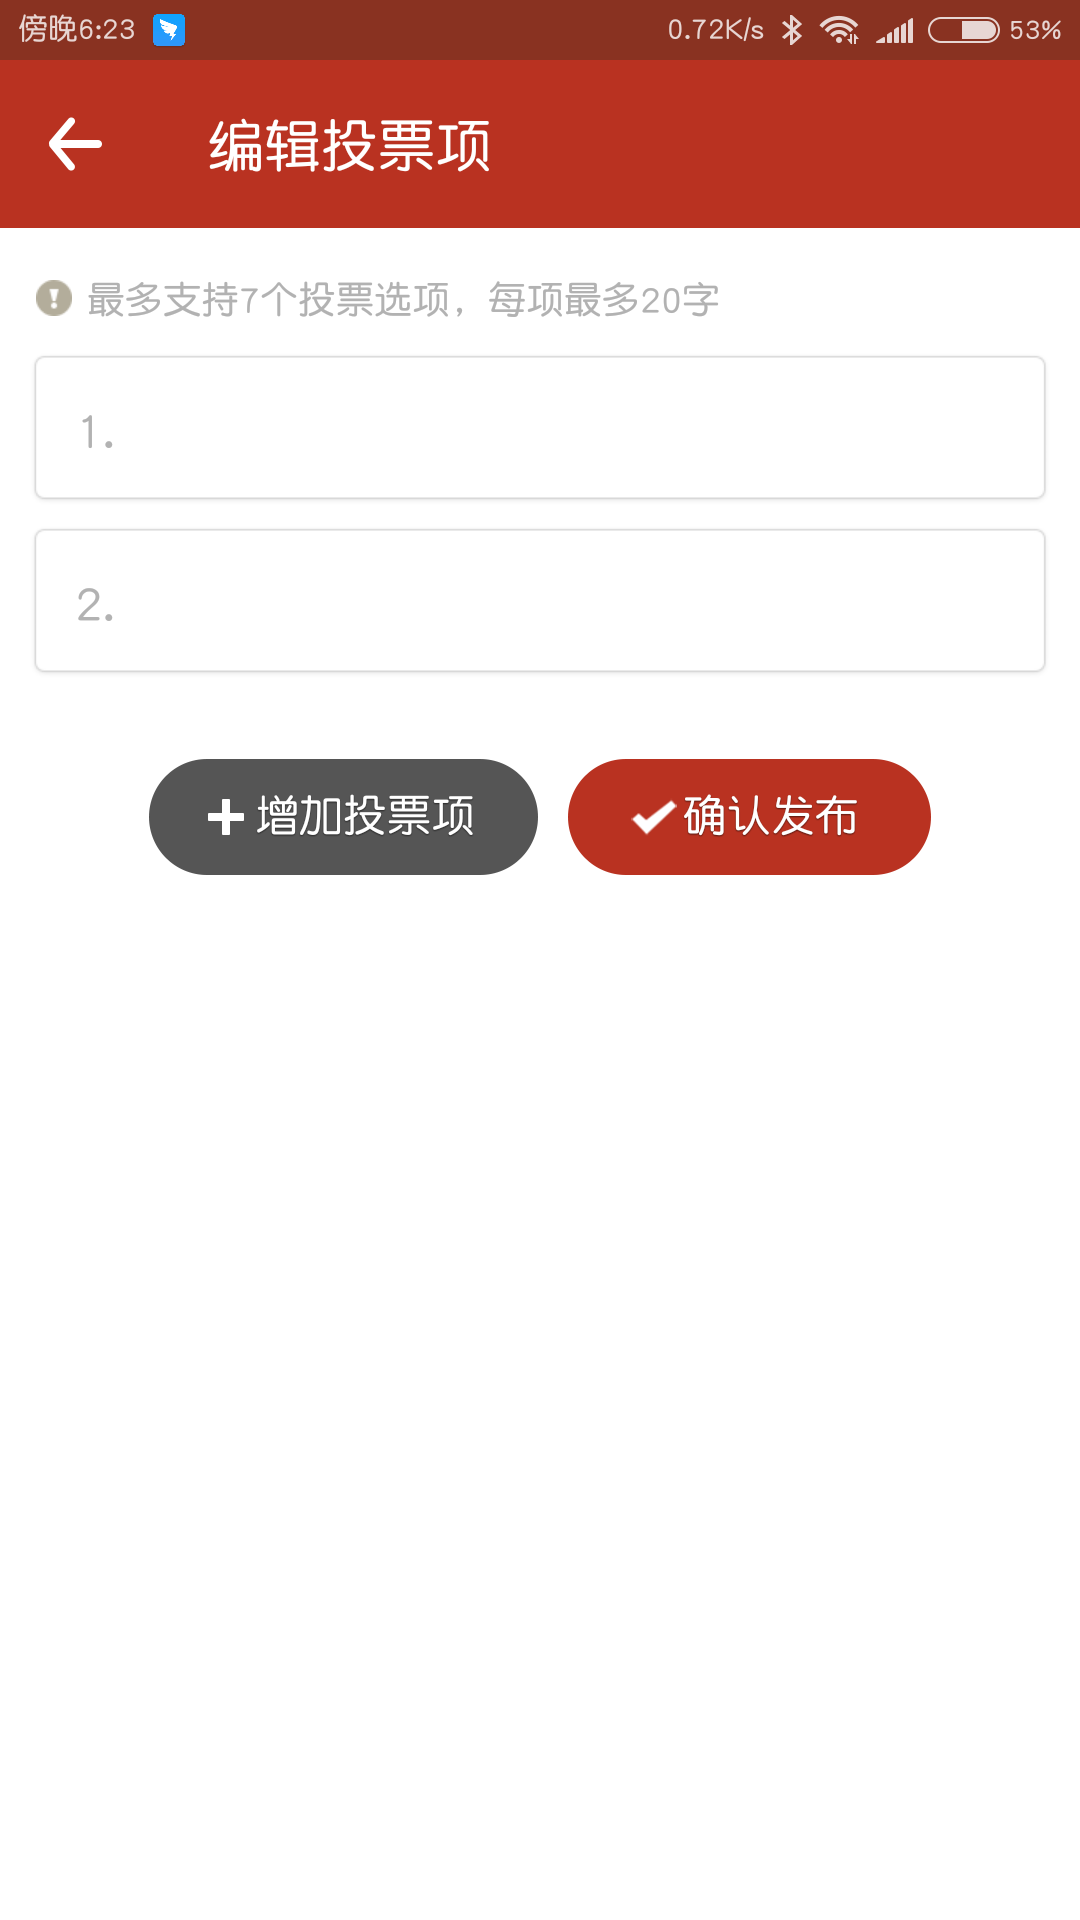 傍晚6:23 0.72K/s 53%
编辑投票项
最多支持7个投票选项，每项最多20字
1.
2.
增加投票项 确认发布